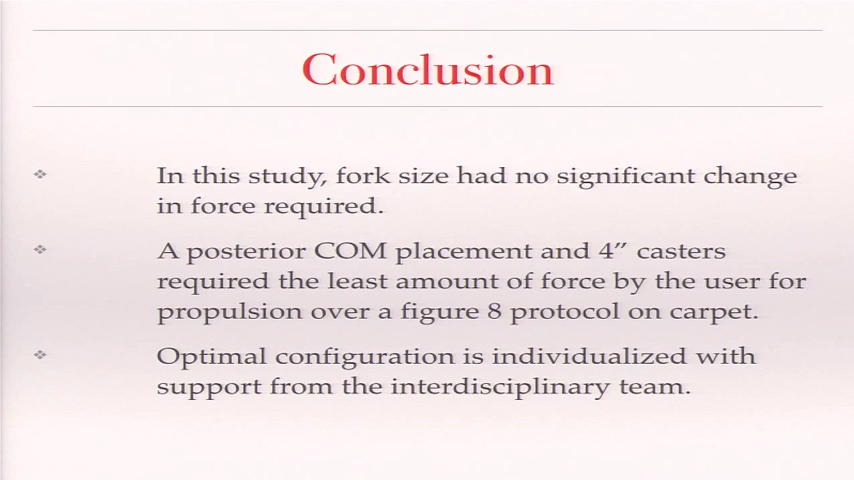 Conclusion
In this study, fork size had no significant change
in force required.
A posterior COM placement and 4” casters
required the least amount of force by the user for
propulsion over a figure 8 protocol on carpet.
Optimal configuration is individualized with
support from the interdisciplinary team.